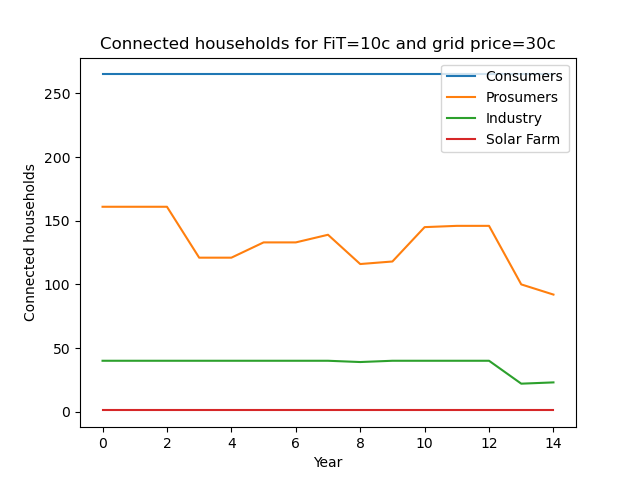 Connected households for FiT=10c and grid price=30c
Consumers
Prosumers
Industry
Solar Farm
Connected households
250
200
150
100
50
0
0 2 4 6 8 10 12 14
Year